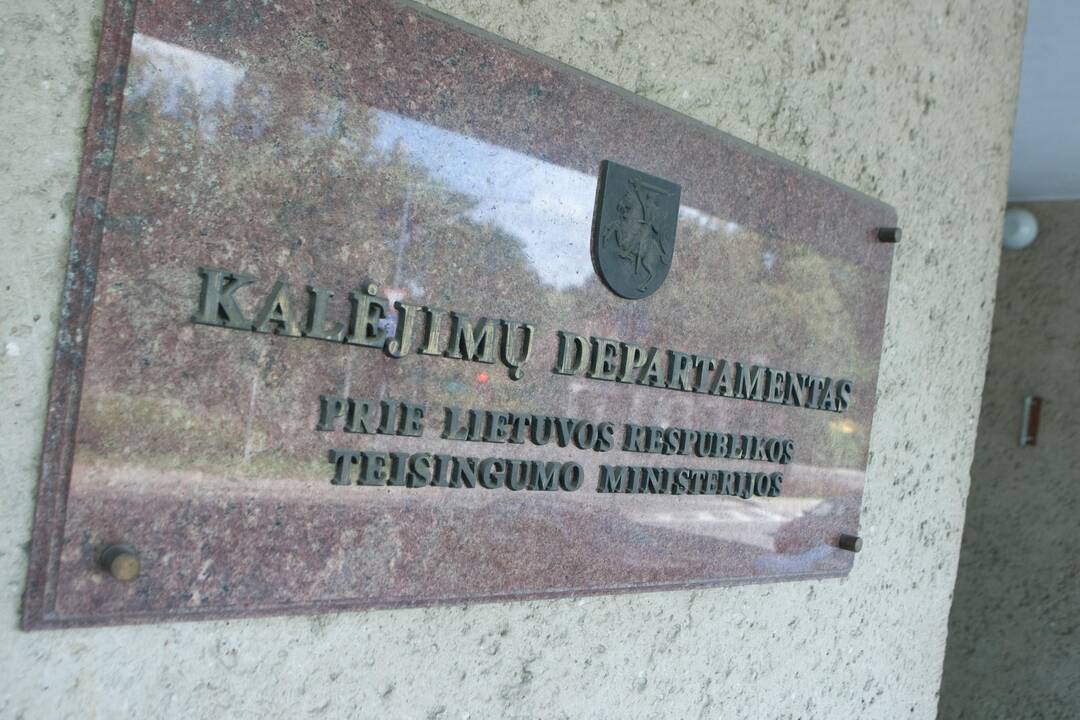 KALĖJIMŲ DEPARTAMENTAS
PRIE LIETUVOS RESPUBLIKOS
TEISINGUMO MINISTERIJOS